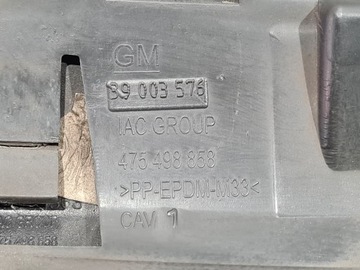 GM
39 003 576
IAC GROUP
475 498 858
>PP-EPDM-M33<
CAV 1